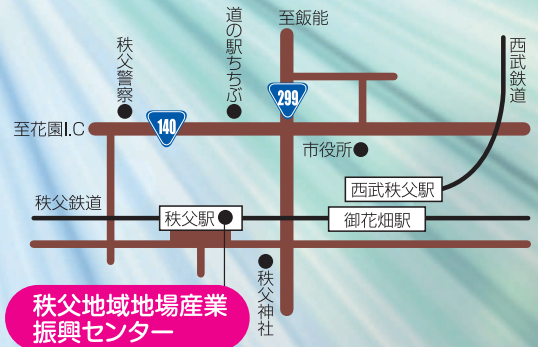 至飯能
道の駅ちちぶ
秩父警察
西武鉄道
299
140
至花園I.C
市役所
西武秩父駅
秩父鉄道
秩父駅
御花畑駅
秩父神社
秩父地域地場産業
振興センター